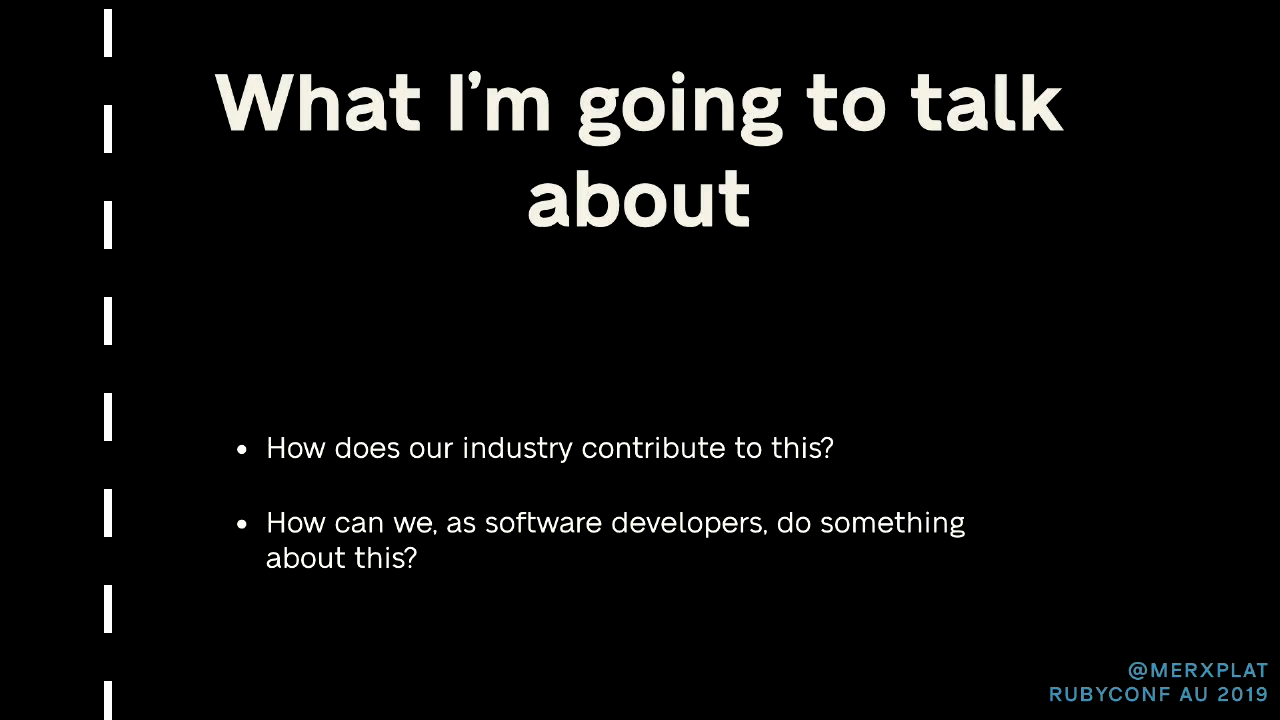 What I’m going to talk
about
• How does our industry contribute to this?
• How can we, as software developers, do something
about this?
@MERXPLAT
RUBYCONF AU 2019